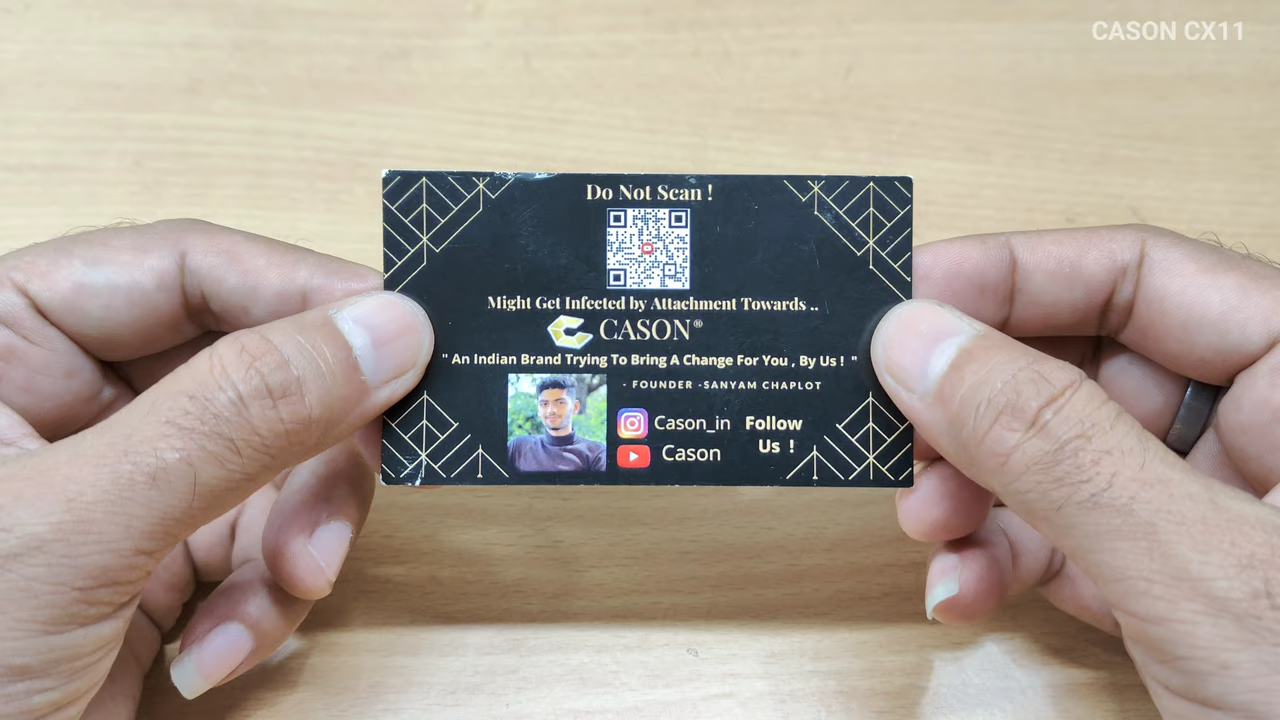 CASON CX11
Do Not Scan !
Might Get Infected by Attachment Towards ..
CASON®
" An Indian Brand Trying To Bring A Change For You , By Us ! "
- FOUNDER -SANYAM CHAPLOT
Cason_in
Cason
Follow
Us !